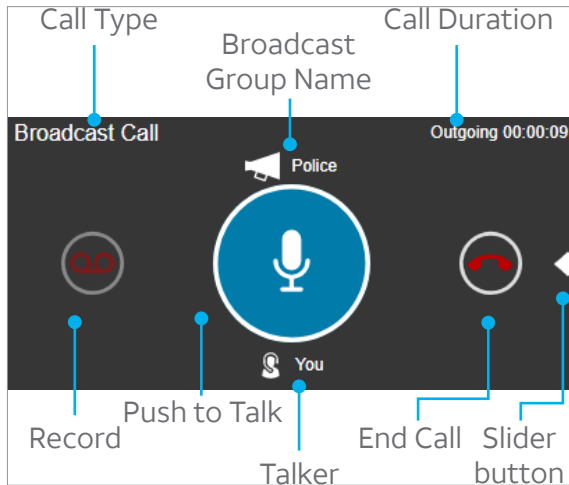 Call Type
Broadcast
Group Name
Call Duration
Broadcast Call
Outgoing 00:00:09
Police
You
Record
Push to Talk
Talker
End Call
Slider
button